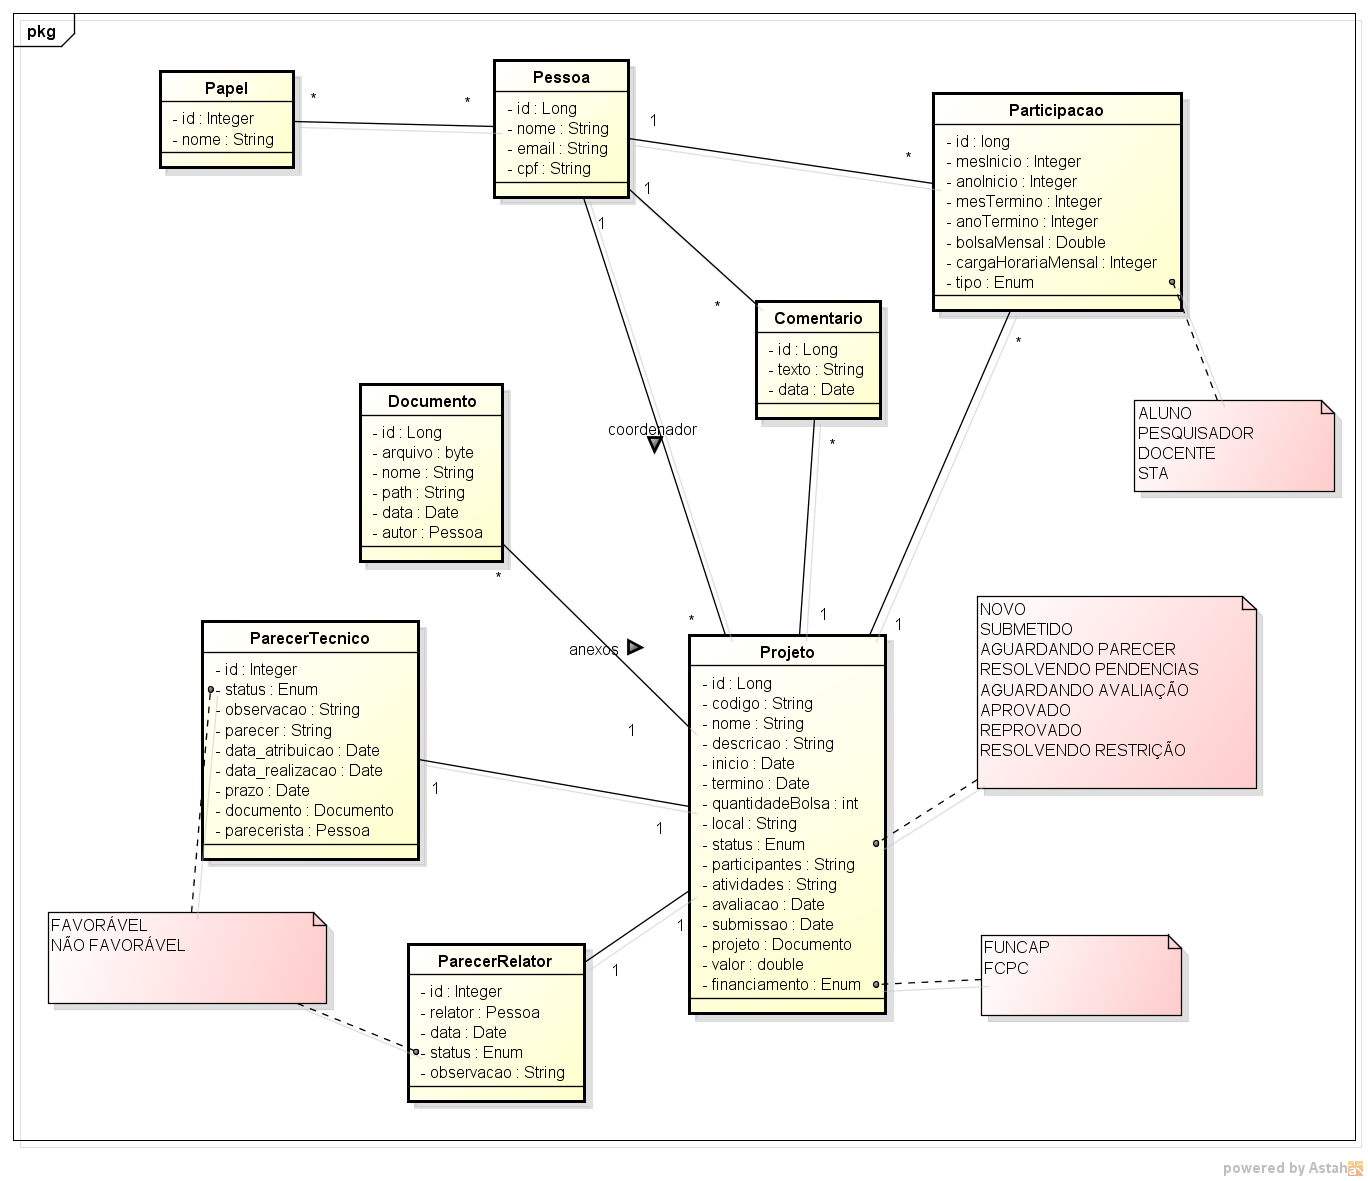 pkg
Papel
- id : Integer
- nome : String
*
*
Pessoa
- id : Long
- nome : String
- email : String
- cpf : String
1
*
1
1
Participacao
- id : long
- mesInicio : Integer
- anoInicio : Integer
- mesTermino : Integer
- anoTermino : Integer
- bolsaMensal : Double
- cargaHorariaMensal : Integer
- tipo : Enum
*
*
Comentario
- id : Long
- texto : String
- data : Date
*
ALUNO
PESQUISADOR
DOCENTE
STA
coordenador
Documento
- id : Long
- arquivo : byte
- nome : String
- path : String
- data : Date
- autor : Pessoa
*
anexos
1
*
1
1
NOVO
SUBMETIDO
AGUARDANDO PARECER
RESOLVENDO PENDENCIAS
AGUARDANDO AVALIAÇÃO
APROVADO
REPROVADO
RESOLVENDO RESTRIÇÃO
ParecerTecnico
- id : Integer
- status : Enum
- observacao : String
- parecer : String
- data_atribuicao : Date
- data_realizacao : Date
- prazo : Date
- documento : Documento
- parecerista : Pessoa
1
1
Projeto
- id : Long
- codigo : String
- nome : String
- descricao : String
- inicio : Date
- termino : Date
- quantidadeBolsa : int
- local : String
- status : Enum
- participantes : String
- atividades : String
- avaliacao : Date
- submissao : Date
- projeto : Documento
- valor : double
- financiamento : Enum
1
1
FAVORÁVEL
NÃO FAVORÁVEL
ParecerRelator
- id : Integer
- relator : Pessoa
- data : Date
- status : Enum
- observacao : String
FUNCAP
FCPC
powered by Astah